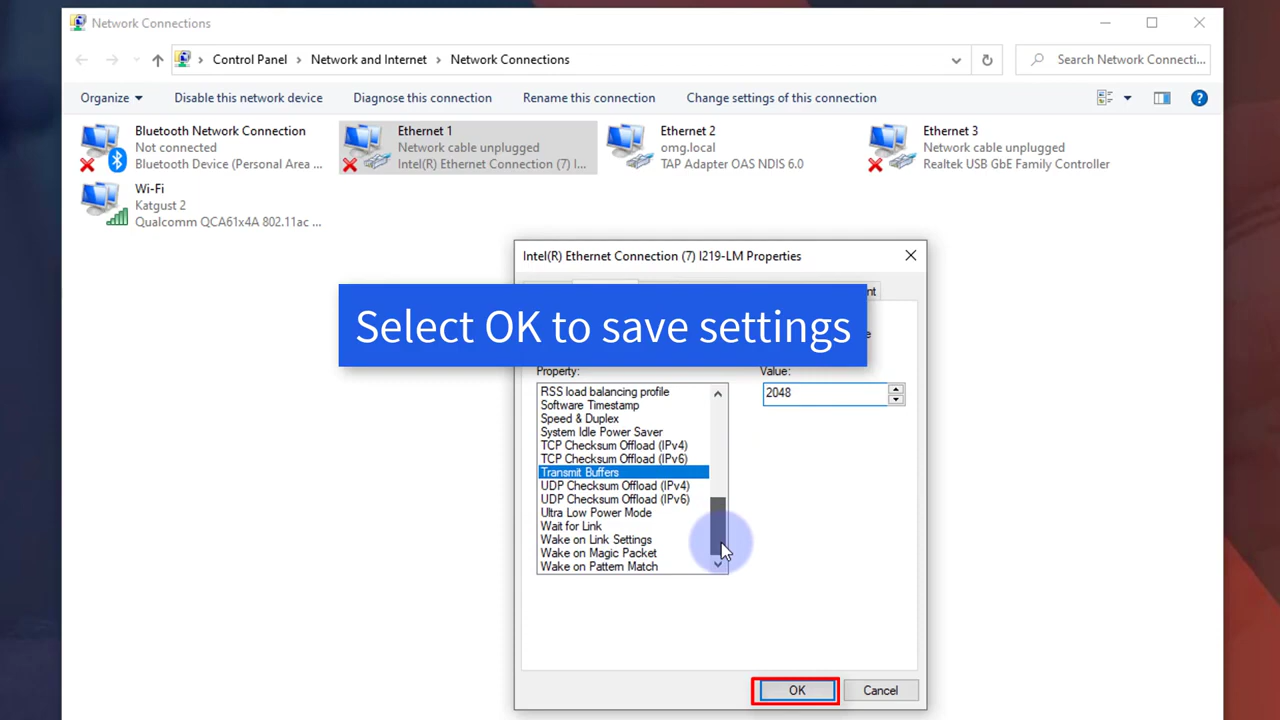 Network Connections
Control Panel > Network and Internet > Network Connections
Search Network Connecti...
Organize
Disable this network device
Diagnose this connection
Rename this connection
Change settings of this connection
Bluetooth Network Connection
Not connected
Bluetooth Device (Personal Area ...
Ethernet 1
Network cable unplugged
Intel(R) Ethernet Connection (7) I...
Ethernet 2
omg.local
TAP Adapter OAS NDIS 6.0
Ethernet 3
Network cable unplugged
Realtek USB GbE Family Controller
Wi-Fi
Katgust 2
Qualcomm QCA61x4A 802.11ac ...
Intel(R) Ethernet Connection (7) I219-LM Properties
Select OK to save settings
Property:
RSS load balancing profile
Software Timestamp
Speed & Duplex
System Idle Power Saver
TCP Checksum Offload (IPv4)
TCP Checksum Offload (IPv6)
Transmit Buffers
UDP Checksum Offload (IPv4)
UDP Checksum Offload (IPv6)
Ultra Low Power Mode
Wait for Link
Wake on Link Settings
Wake on Magic Packet
Wake on Pattern Match
Value:
2048
OK
Cancel